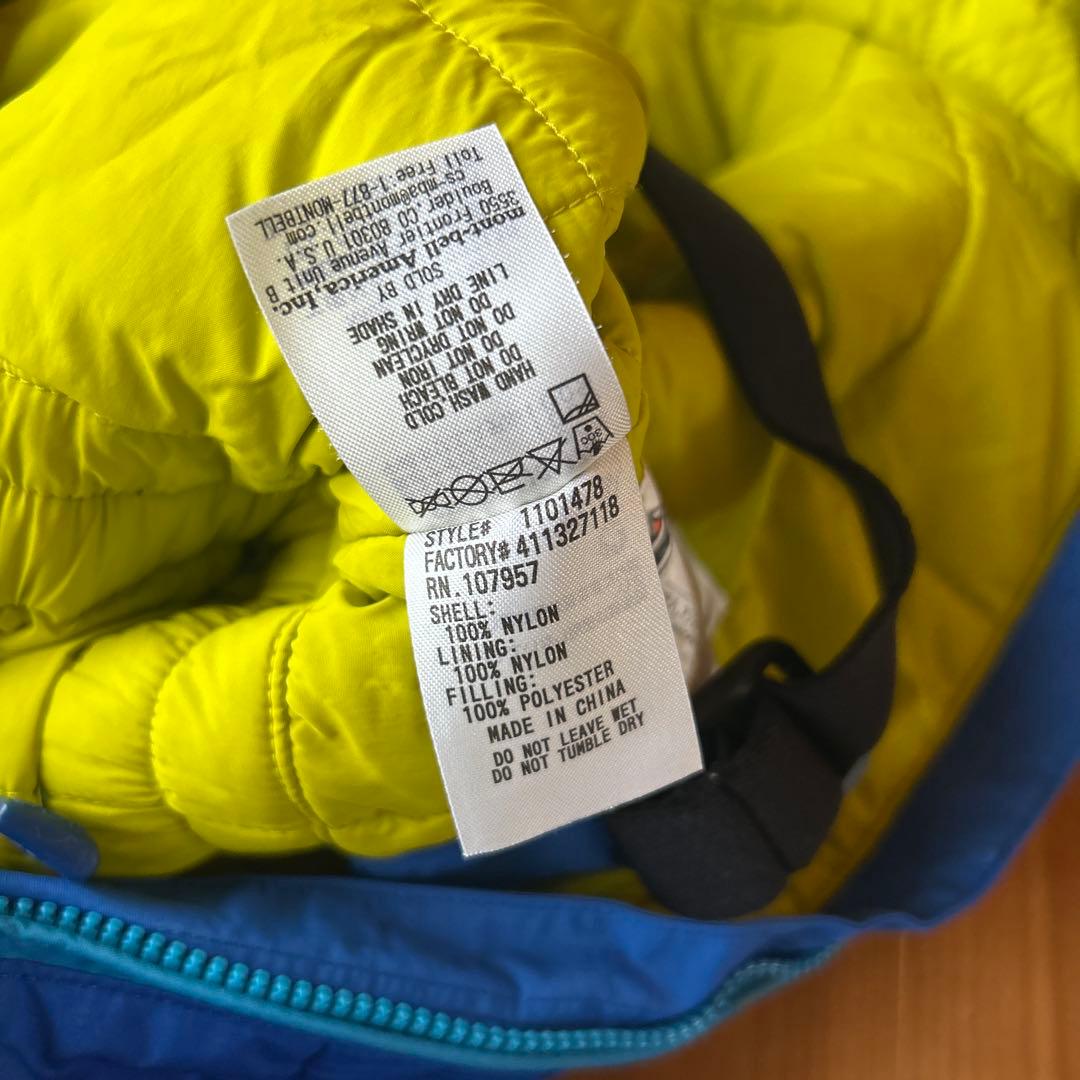 mont-bell America, Inc.
3550 Frontier Avenue Unit B
Boulder CO 80301 U.S.A.
cs-mba@montbell.com
Toll Free 1-877-MONTBELL
HAND WASH COLD
DO NOT BLEACH
DO NOT IRON
DO NOT DRYCLEAN
DO NOT WRING
LINE DRY IN SHADE
SOLD BY
STYLE# 1101478
FACTORY# 411327118
RN.107957
SHELL:
100% NYLON
LINING:
100% NYLON
FILLING:
100% POLYESTER
MADE IN CHINA
DO NOT LEAVE WET
DO NOT TUMBLE DRY